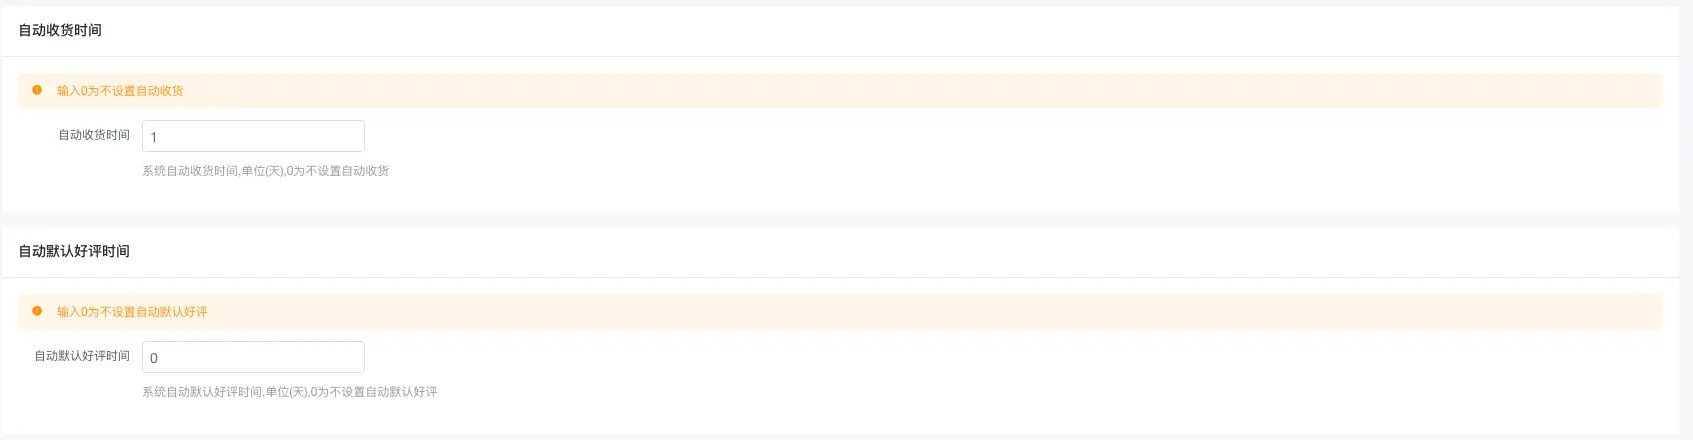 自动收货时间
输入0为不设置自动收货
自动收货时间
1
系统自动收货时间,单位(天),0为不设置自动收货
自动默认好评时间
输入0为不设置自动默认好评
自动默认好评时间
0
系统自动默认好评时间,单位(天),0为不设置自动默认好评